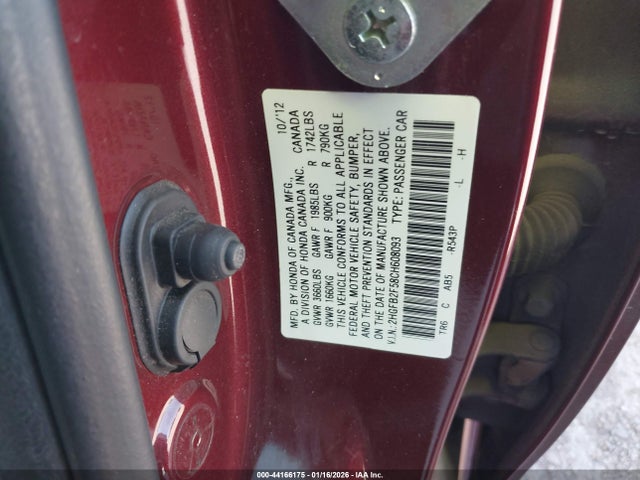 MFD. BY HONDA OF CANADA MFG., 10/'12
A DIVISION OF HONDA CANADA INC. CANADA
GVWR 3660LBS GAWR F 1985LBS R 1742LBS
GVWR 1660KG GAWR F 900KG R 790KG
THIS VEHICLE CONFORMS TO ALL APPLICABLE
FEDERAL MOTOR VEHICLE SAFETY, BUMPER,
AND THEFT PREVENTION STANDARDS IN EFFECT
ON THE DATE OF MANUFACTURE SHOWN ABOVE.
V.I.N.: 2HGFB2F58CH608093 TYPE: PASSENGER CAR
TR6 C AB5 -R543P -L -H
000-44166175 | 01/16/2026 - IAA Inc.